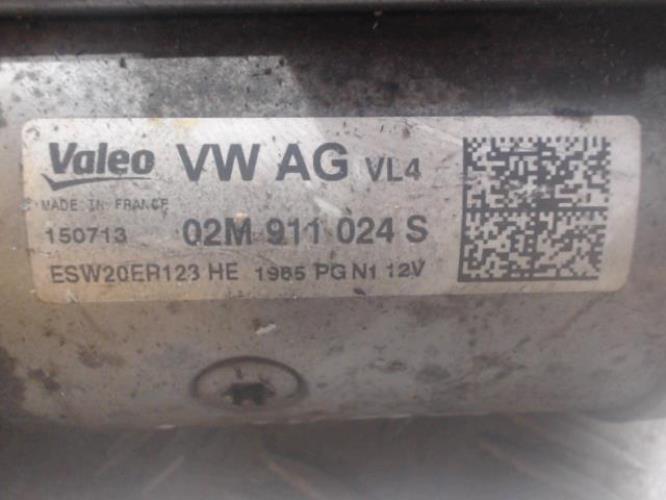 Valeo VW AG VL4
MADE IN FRANCE
150713 02M 911 024 S
ESW20ER123 HE 1985 PG N1 12V